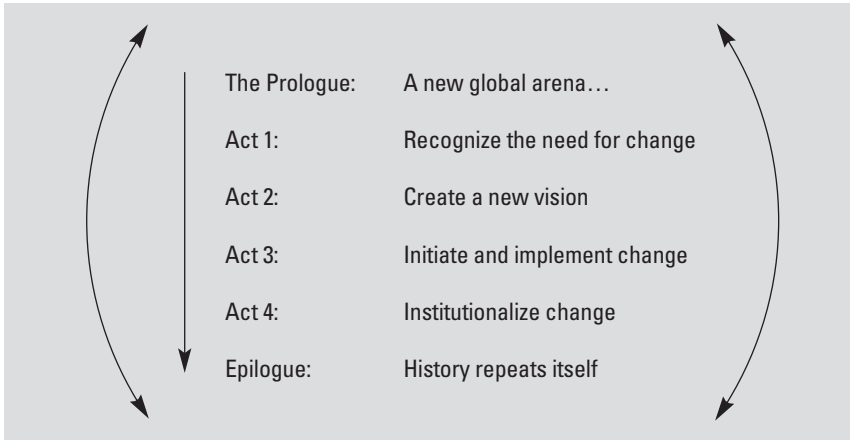 The Prologue: A new global arena…
Act 1: Recognize the need for change
Act 2: Create a new vision
Act 3: Initiate and implement change
Act 4: Institutionalize change
Epilogue: History repeats itself